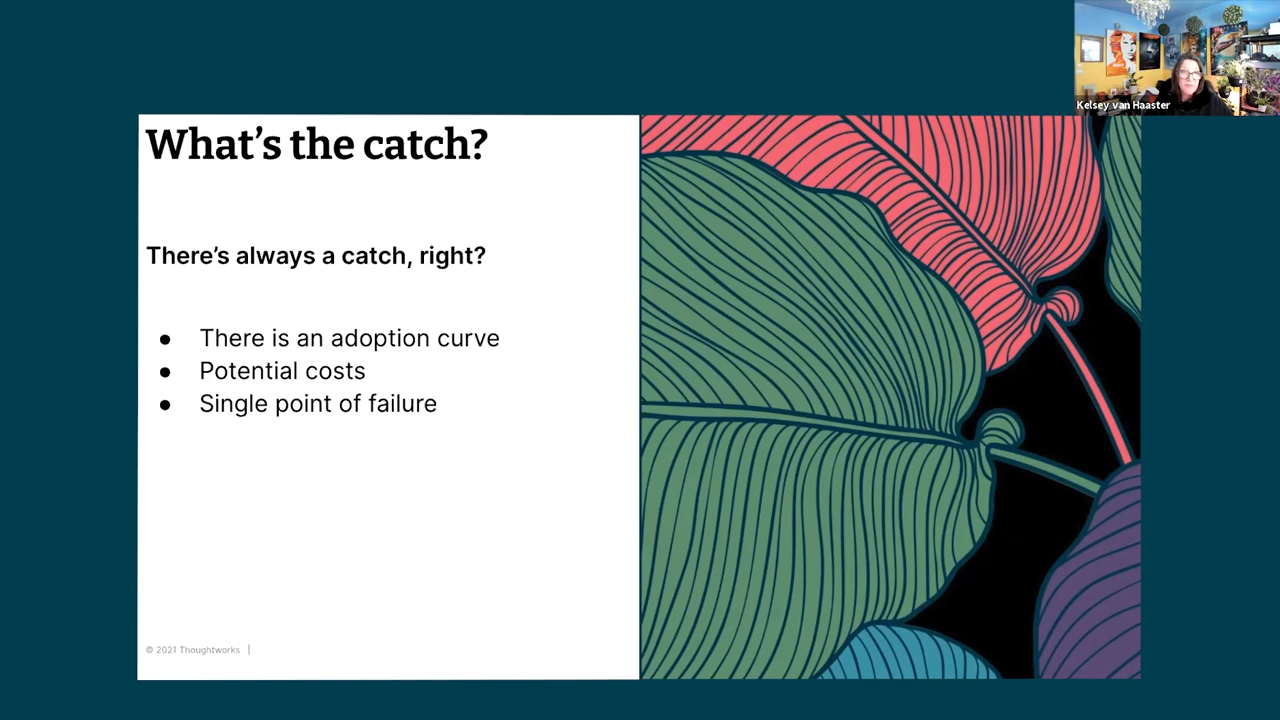 Kelsey van Haaster
What's the catch?
There's always a catch, right?
● There is an adoption curve
● Potential costs
● Single point of failure
© 2021 Thoughtworks |